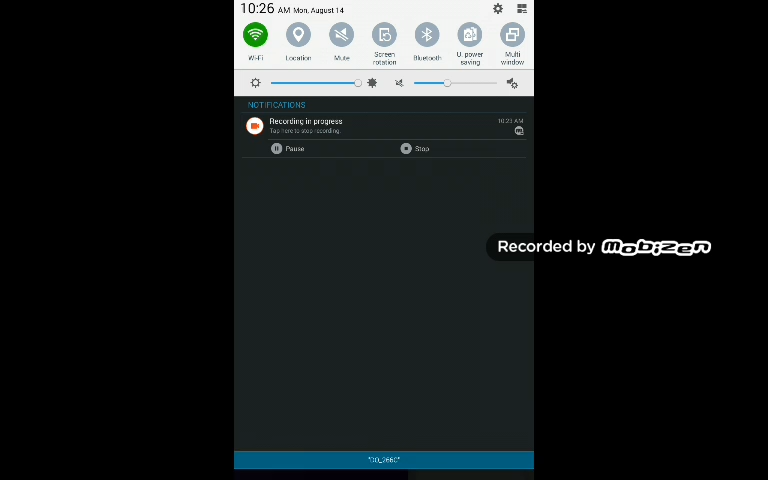 10:26 AM Mon, August 14
Wi-Fi
Location
Mute
Screen
rotation
Bluetooth
U. power
saving
Multi
window
NOTIFICATIONS
Recording in progress
10:23 AM
Tap here to stop recording.
Pause
Stop
Recorded by Mobizen